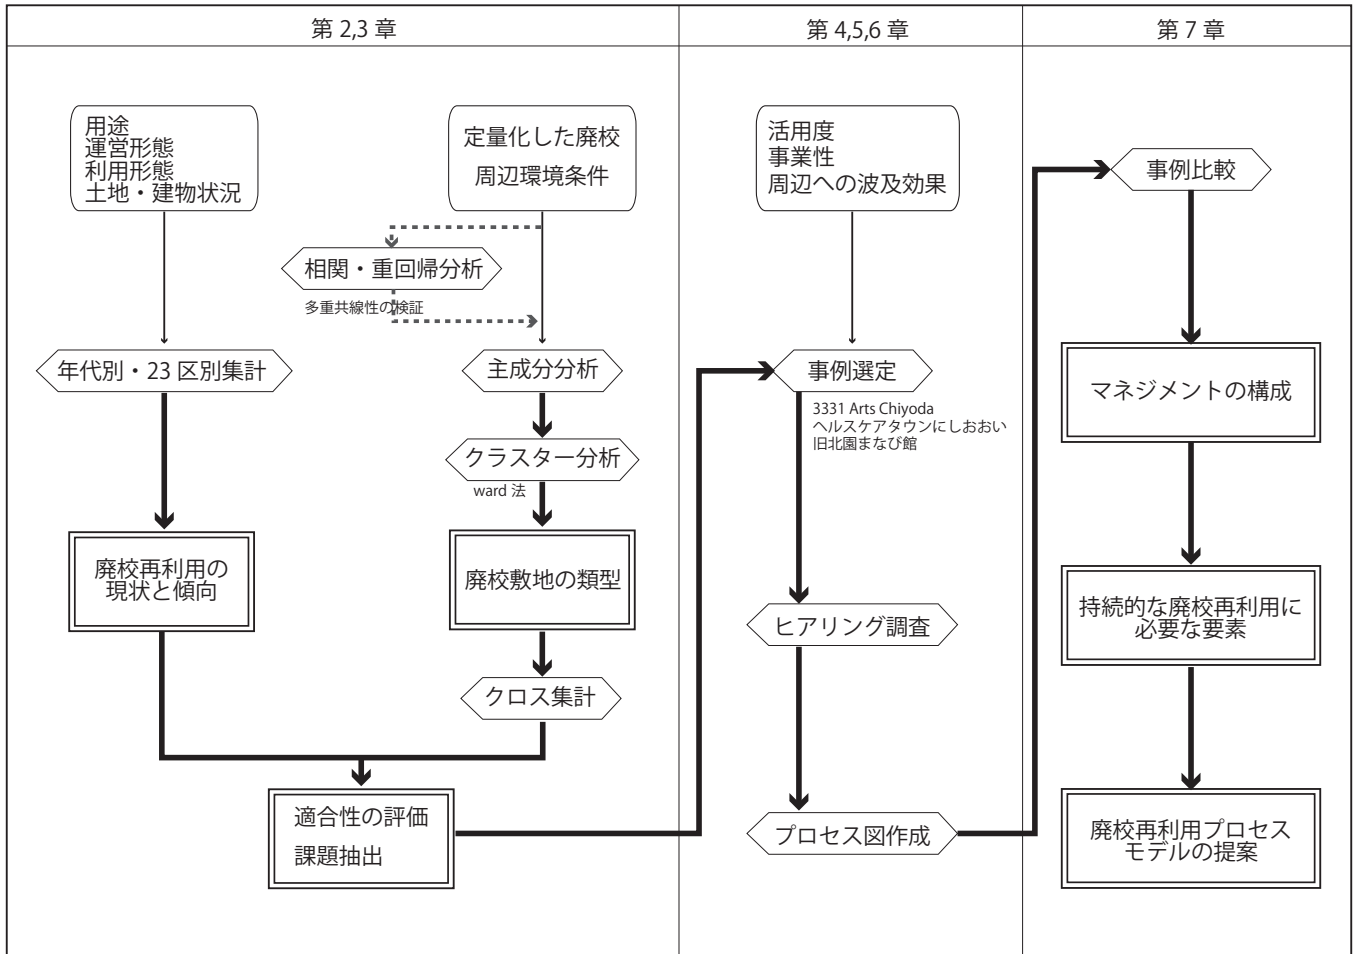 第 2,3 章
第 4,5,6 章
第 7 章
用途
運営形態
利用形態
土地・建物状況
定量化した廃校
周辺環境条件
相関・重回帰分析
多重共線性の検証
年代別・23 区別集計
主成分分析
クラスター分析
ward 法
廃校再利用の
現状と傾向
廃校敷地の類型
クロス集計
適合性の評価
課題抽出
活用度
事業性
周辺への波及効果
事例選定
3331 Arts Chiyoda
ヘルスケアタウンにしおおい
旧北園まなび館
ヒアリング調査
プロセス図作成
事例比較
マネジメントの構成
持続的な廃校再利用に
必要な要素
廃校再利用プロセス
モデルの提案